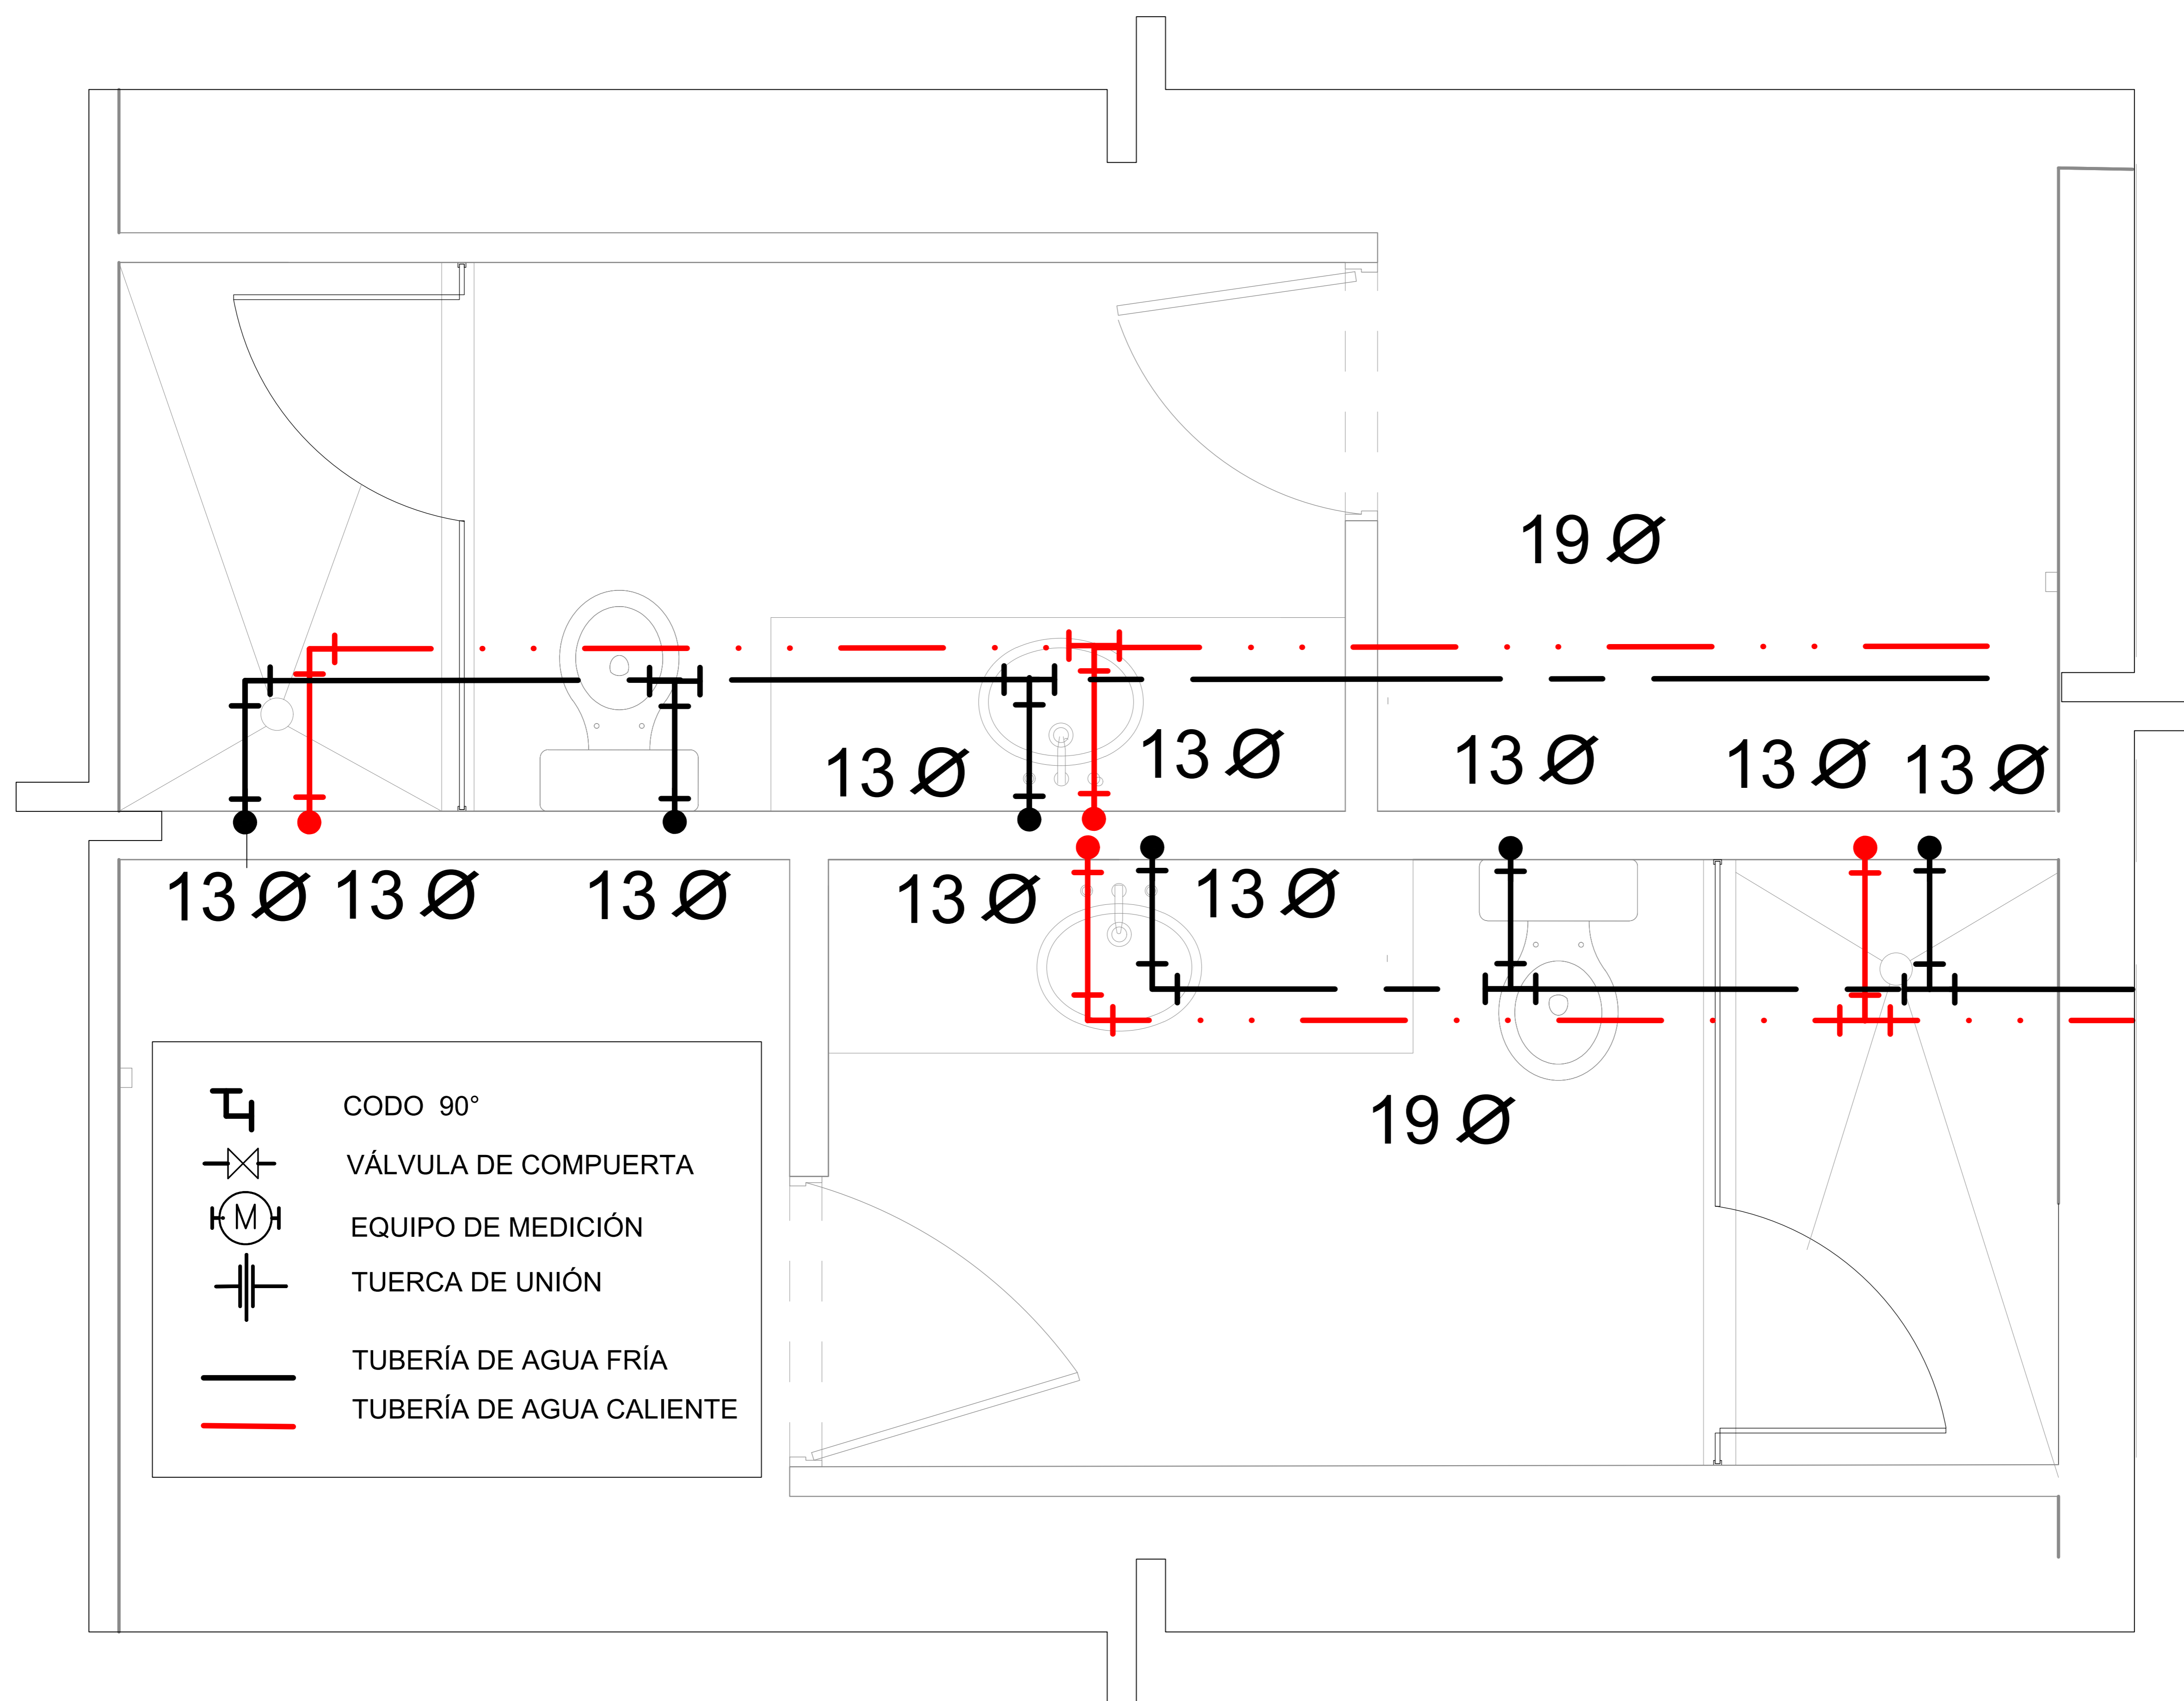 19 Ø
13 Ø
13 Ø
13 Ø
13 Ø
13 Ø
13 Ø
13 Ø
13 Ø
13 Ø
13 Ø
19 Ø
CODO 90°
VÁLVULA DE COMPUERTA
M
EQUIPO DE MEDICIÓN
TUERCA DE UNIÓN
TUBERÍA DE AGUA FRÍA
TUBERÍA DE AGUA CALIENTE